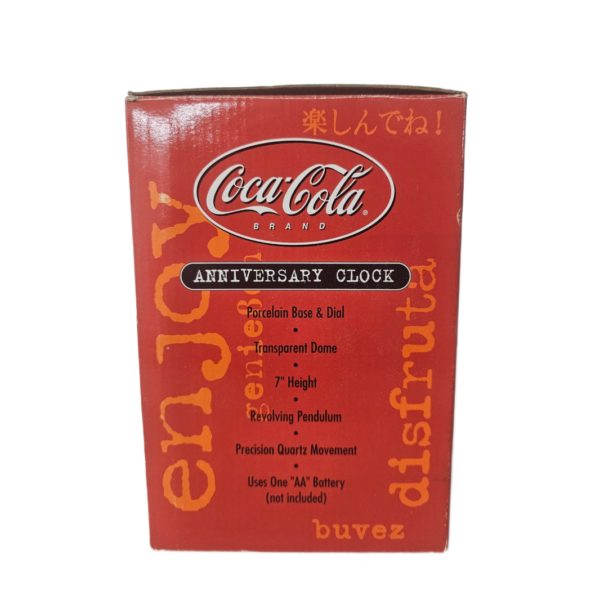 楽しんでね!
Coca-Cola®
BRAND
ANNIVERSARY CLOCK
enjoy
genießen
disfruta
Porcelain Base & Dial
•
Transparent Dome
•
7" Height
•
Revolving Pendulum
•
Precision Quartz Movement
•
Uses One "AA" Battery
(not included)
buvez